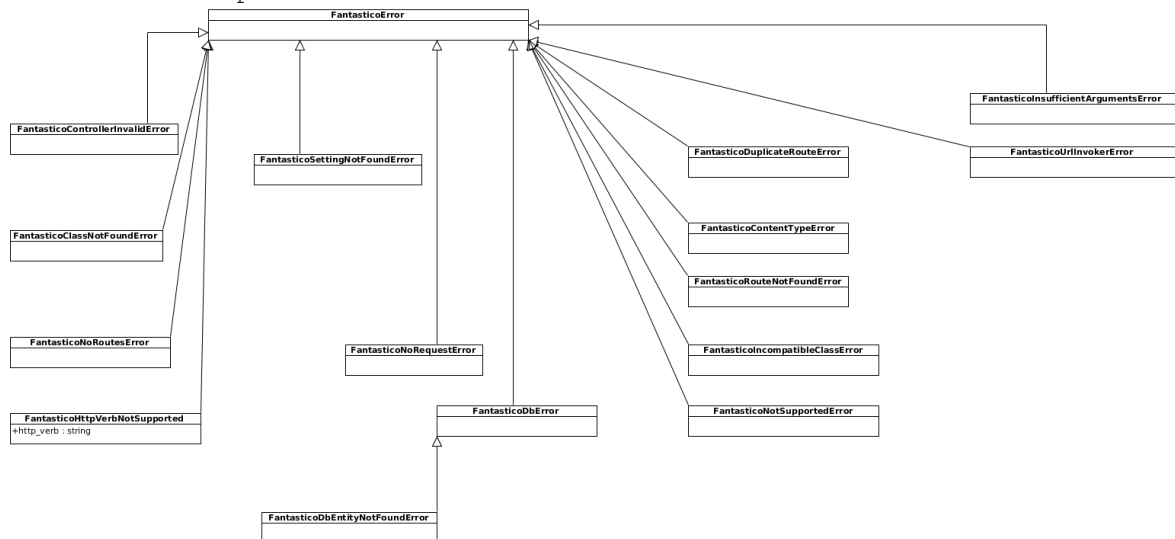 FantasticoError
FantasticoInsufficientArgumentsError
FantasticoControllerInvalidError
FantasticoSettingNotFoundError
FantasticoDuplicateRouteError
FantasticoUrlInvokerError
FantasticoContentTypeError
FantasticoClassNotFoundError
FantasticoRouteNotFoundError
FantasticoNoRoutesError
FantasticoNoRequestError
FantasticoIncompatibleClassError
FantasticoDbError
FantasticoNotSupportedError
FantasticoHttpVerbNotSupported
+http_verb : string
FantasticoDbEntityNotFoundError